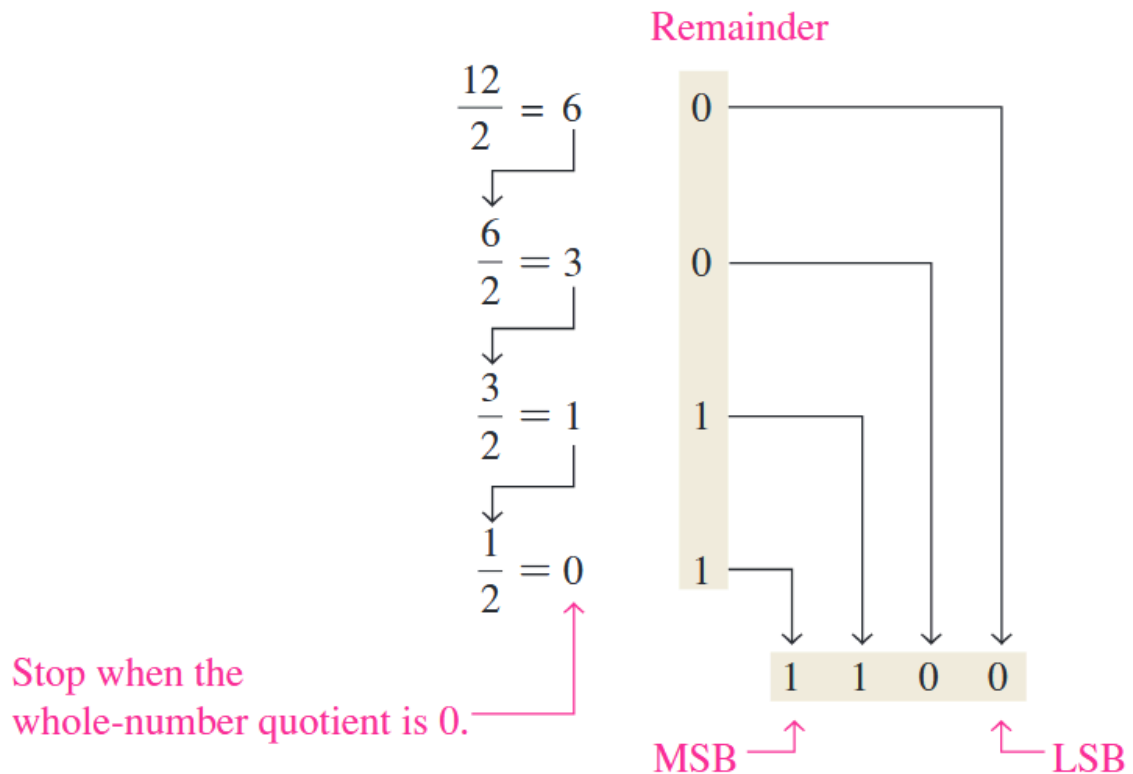 Remainder
12/2 = 6 0
6/2 = 3 0
3/2 = 1 1
1/2 = 0 1
Stop when the
whole-number quotient is 0.
1 1 0 0
MSB LSB